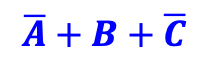 A̅ + B + C̅